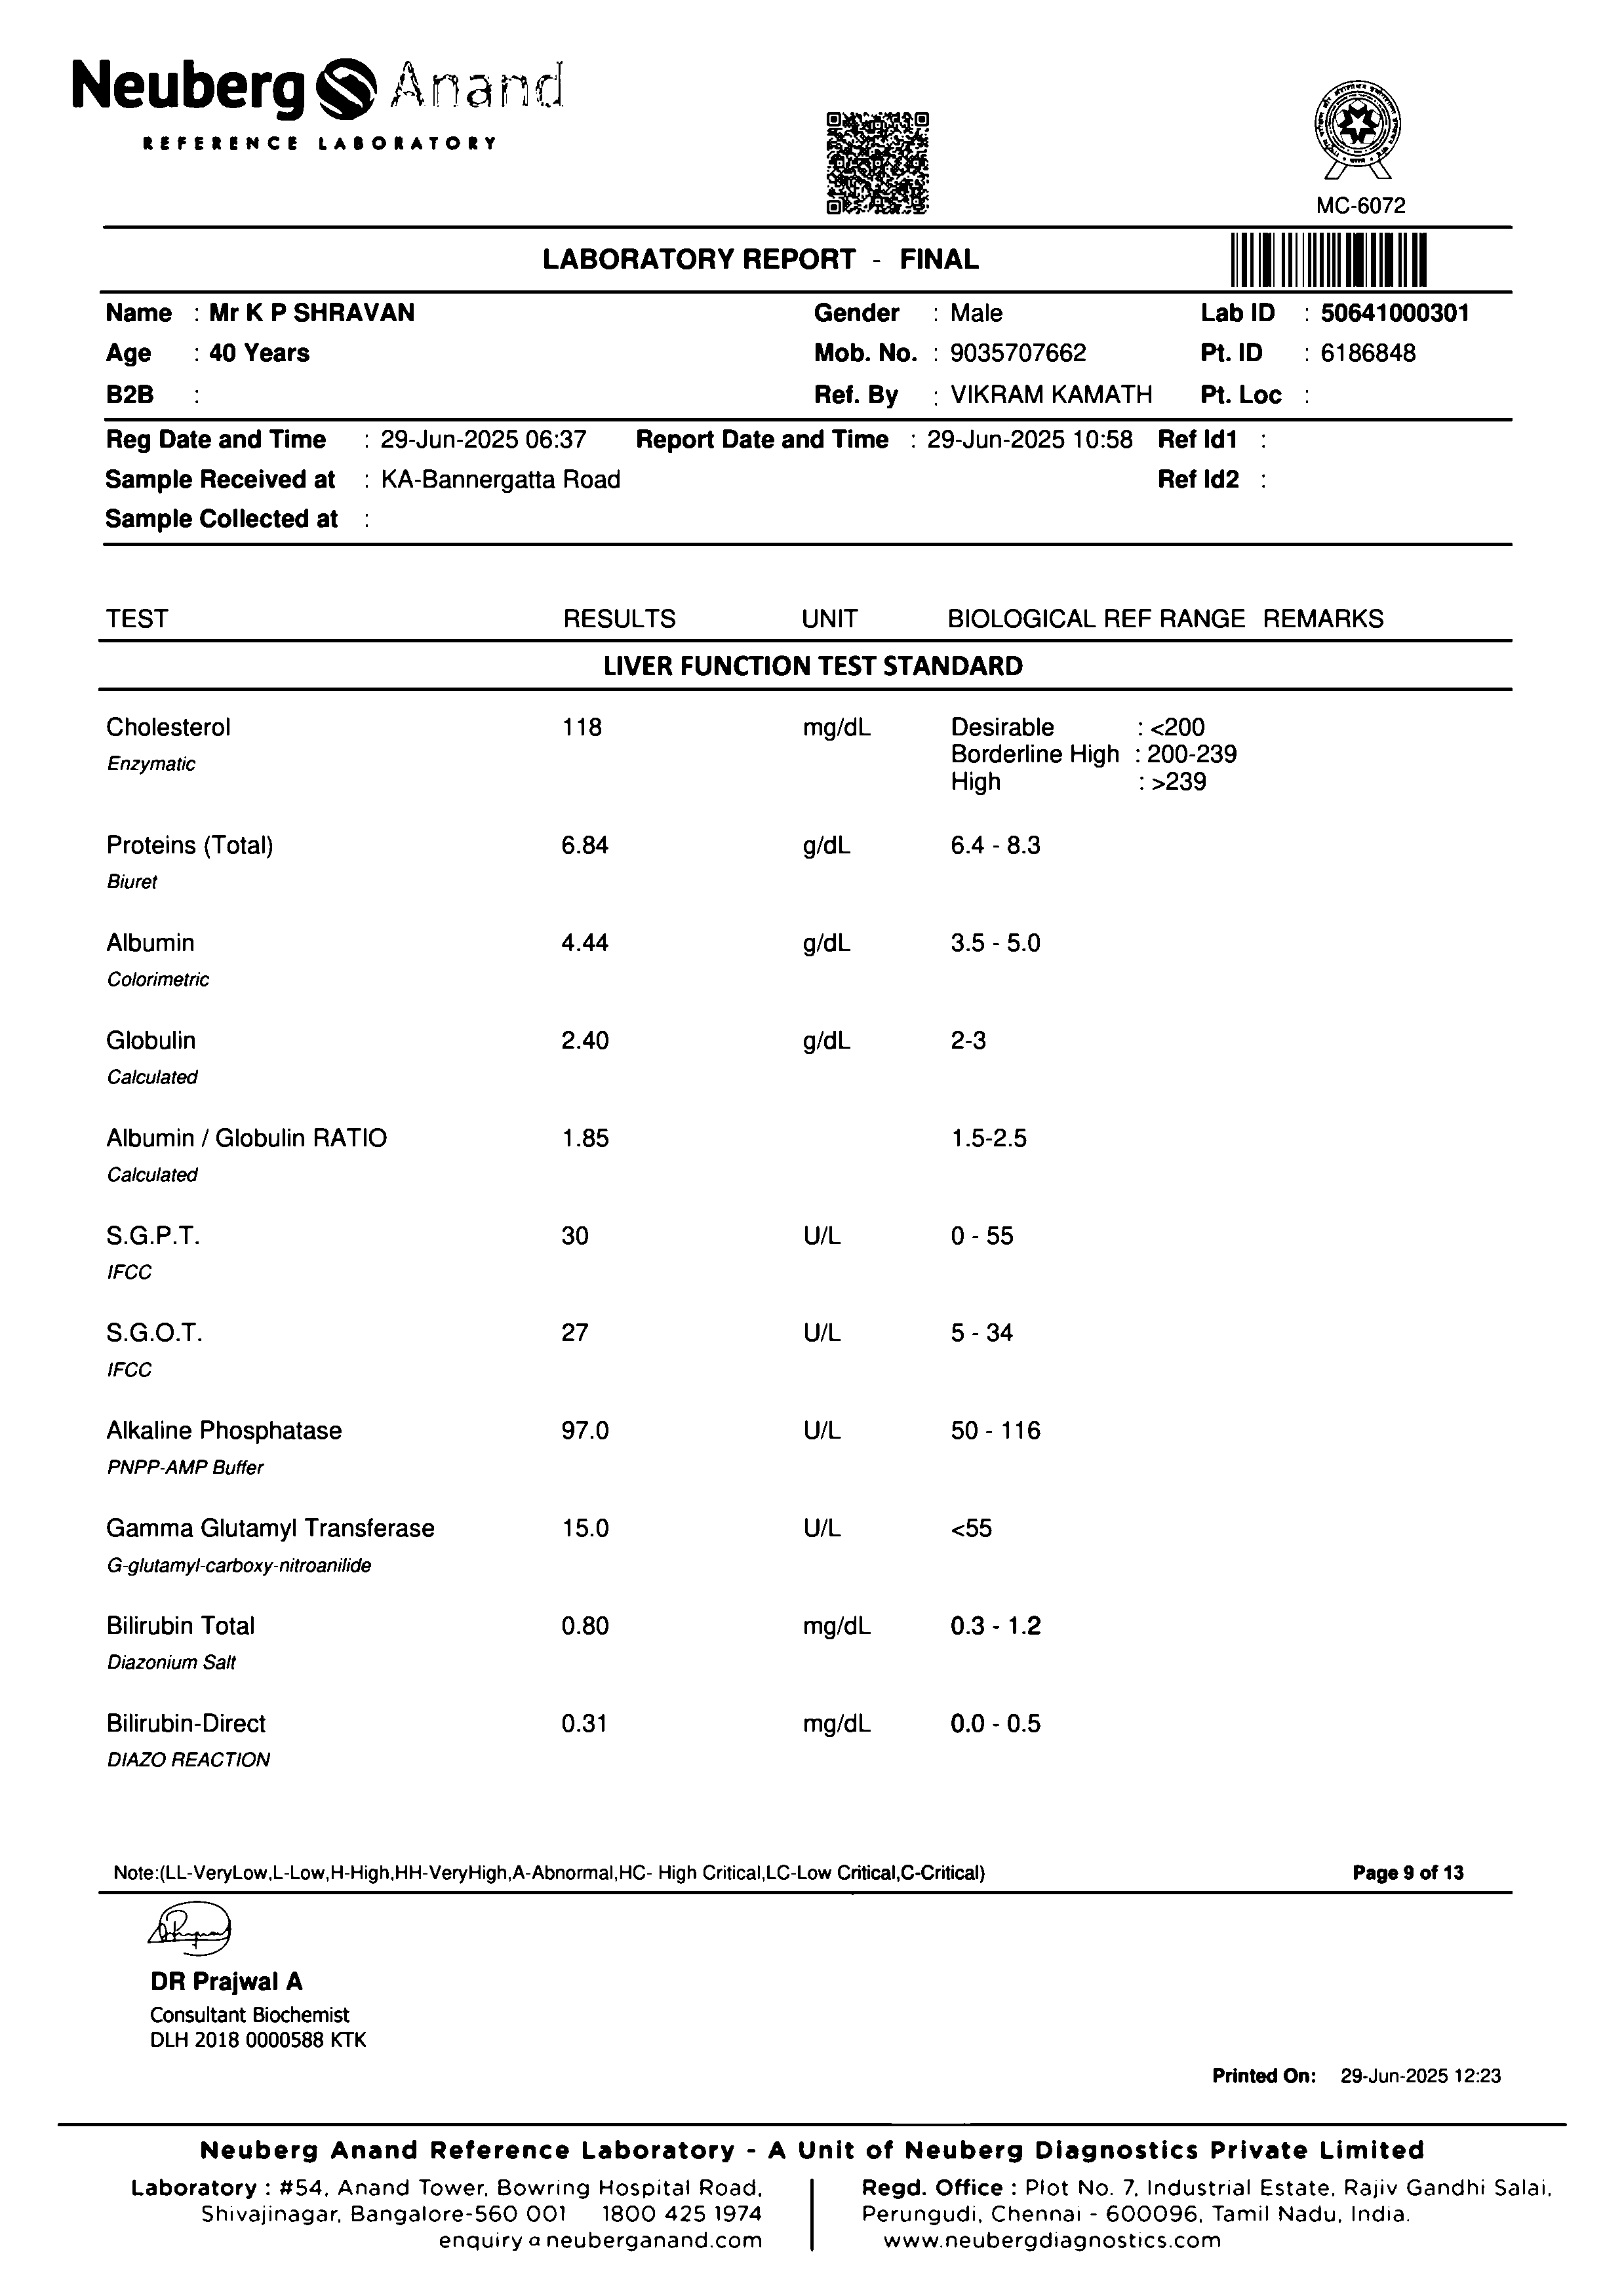 Neuberg Anand
REFERENCE LABORATORY
MC-6072
LABORATORY REPORT - FINAL
Name : Mr K P SHRAVAN Gender : Male Lab ID : 50641000301
Age : 40 Years Mob. No. : 9035707662 Pt. ID : 6186848
B2B : Ref. By : VIKRAM KAMATH Pt. Loc :
Reg Date and Time : 29-Jun-2025 06:37 Report Date and Time : 29-Jun-2025 10:58 Ref Id1 :
Sample Received at : KA-Bannergatta Road Ref Id2 :
Sample Collected at :
TEST RESULTS UNIT BIOLOGICAL REF RANGE REMARKS
LIVER FUNCTION TEST STANDARD
Cholesterol 118 mg/dL Desirable : <200
Borderline High : 200-239
Enzymatic
High : >239
Proteins (Total) 6.84 g/dL 6.4 - 8.3
Biuret
Albumin 4.44 g/dL 3.5 - 5.0
Colorimetric
Globulin 2.40 g/dL 2-3
Calculated
Albumin / Globulin RATIO 1.85 1.5-2.5
Calculated
S.G.P.T. 30 U/L 0 - 55
IFCC
S.G.O.T. 27 U/L 5 - 34
IFCC
Alkaline Phosphatase 97.0 U/L 50 - 116
PNPP-AMP Buffer
Gamma Glutamyl Transferase 15.0 U/L <55
G-glutamyl-carboxy-nitroanilide
Bilirubin Total 0.80 mg/dL 0.3 - 1.2
Diazonium Salt
Bilirubin-Direct 0.31 mg/dL 0.0 - 0.5
DIAZO REACTION
Note:(LL-VeryLow,L-Low,H-High,HH-VeryHigh,A-Abnormal,HC- High Critical,LC-Low Critical,C-Critical) Page 9 of 13
DR Prajwal A
Consultant Biochemist
DLH 2018 0000588 KTK
Printed On: 29-Jun-2025 12:23
Neuberg Anand Reference Laboratory - A Unit of Neuberg Diagnostics Private Limited
Laboratory : #54, Anand Tower, Bowring Hospital Road, Regd. Office : Plot No. 7, Industrial Estate, Rajiv Gandhi Salai,
Shivajinagar, Bangalore-560 001 1800 425 1974 Perungudi, Chennai - 600096, Tamil Nadu, India.
enquiry@neuberganand.com www.neubergdiagnostics.com